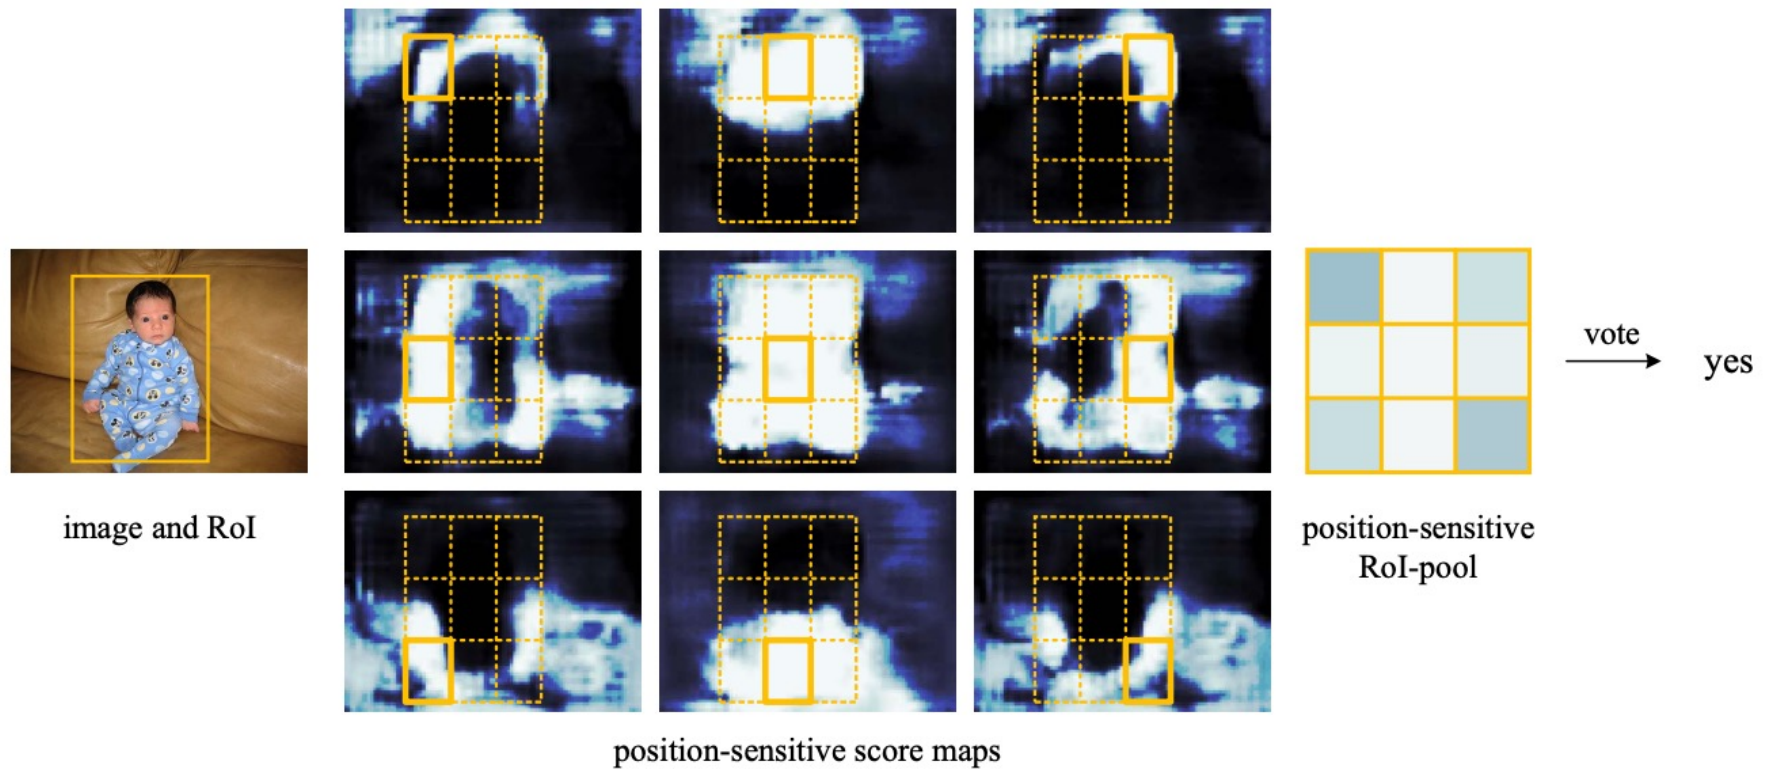 image and RoI
position-sensitive score maps
position-sensitive
RoI-pool
vote
yes